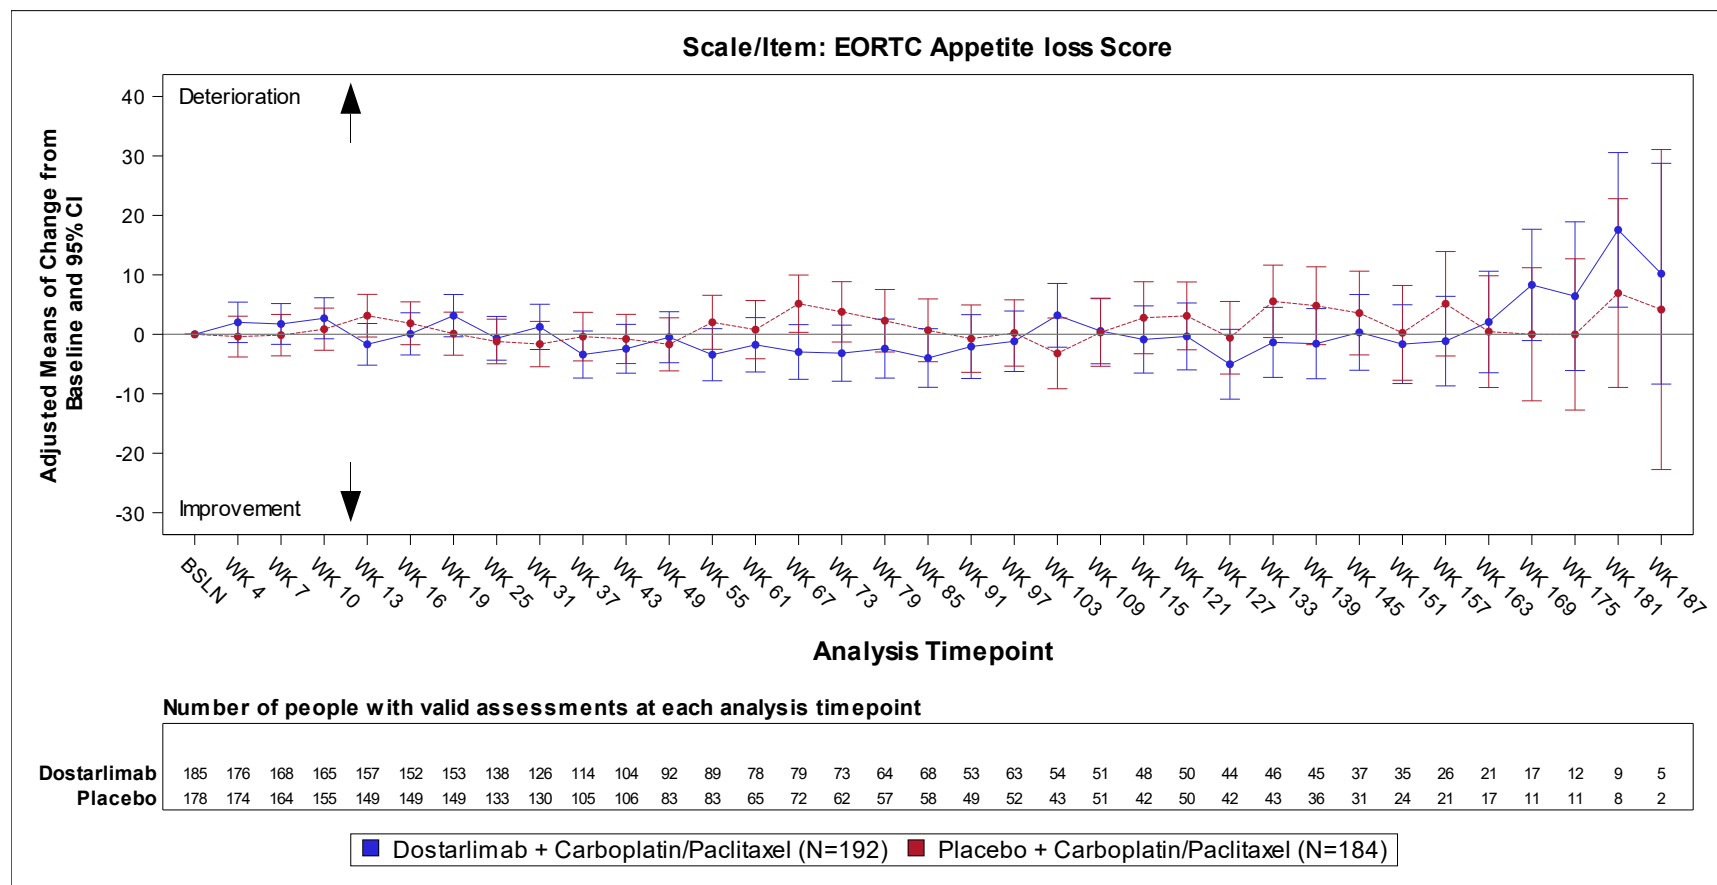 Scale/Item: EORTC Appetite loss Score
Adjusted Means of Change from
Baseline and 95% CI
40
30
20
10
0
-10
-20
-30
Deterioration
Improvement
BSLN WK 4 WK 7 WK 10 WK 13 WK 16 WK 19 WK 25 WK 31 WK 37 WK 43 WK 49 WK 55 WK 61 WK 67 WK 73 WK 79 WK 85 WK 91 WK 97 WK 103 WK 109 WK 115 WK 121 WK 127 WK 133 WK 139 WK 145 WK 151 WK 157 WK 163 WK 169 WK 175 WK 181 WK 187
Analysis Timepoint
Number of people with valid assessments at each analysis timepoint
Dostarlimab 185 176 168 165 157 152 153 138 126 114 104 92 89 78 79 73 64 68 53 63 54 51 48 50 44 46 45 37 35 26 21 17 12 9 5
Placebo 178 174 164 155 149 149 149 133 130 105 106 83 83 65 72 62 57 58 49 52 43 51 42 50 42 43 36 31 24 21 17 11 11 8 2
Dostarlimab + Carboplatin/Paclitaxel (N=192) Placebo + Carboplatin/Paclitaxel (N=184)